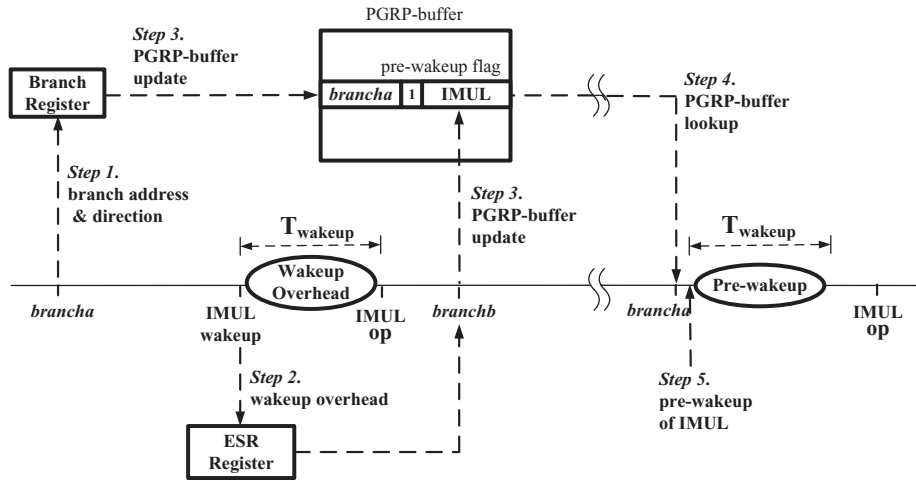 PGRP-buffer
Step 3.
PGRP-buffer
update
Branch
Register
pre-wakeup flag
brancha 1 IMUL
Step 4.
PGRP-buffer
lookup
Step 1.
branch address
& direction
Step 3.
PGRP-buffer
update
Twakeup
Twakeup
Wakeup
Overhead
Pre-wakeup
brancha
IMUL
wakeup
IMUL
op
branchb
brancha
IMUL
op
Step 2.
wakeup overhead
Step 5.
pre-wakeup
of IMUL
ESR
Register